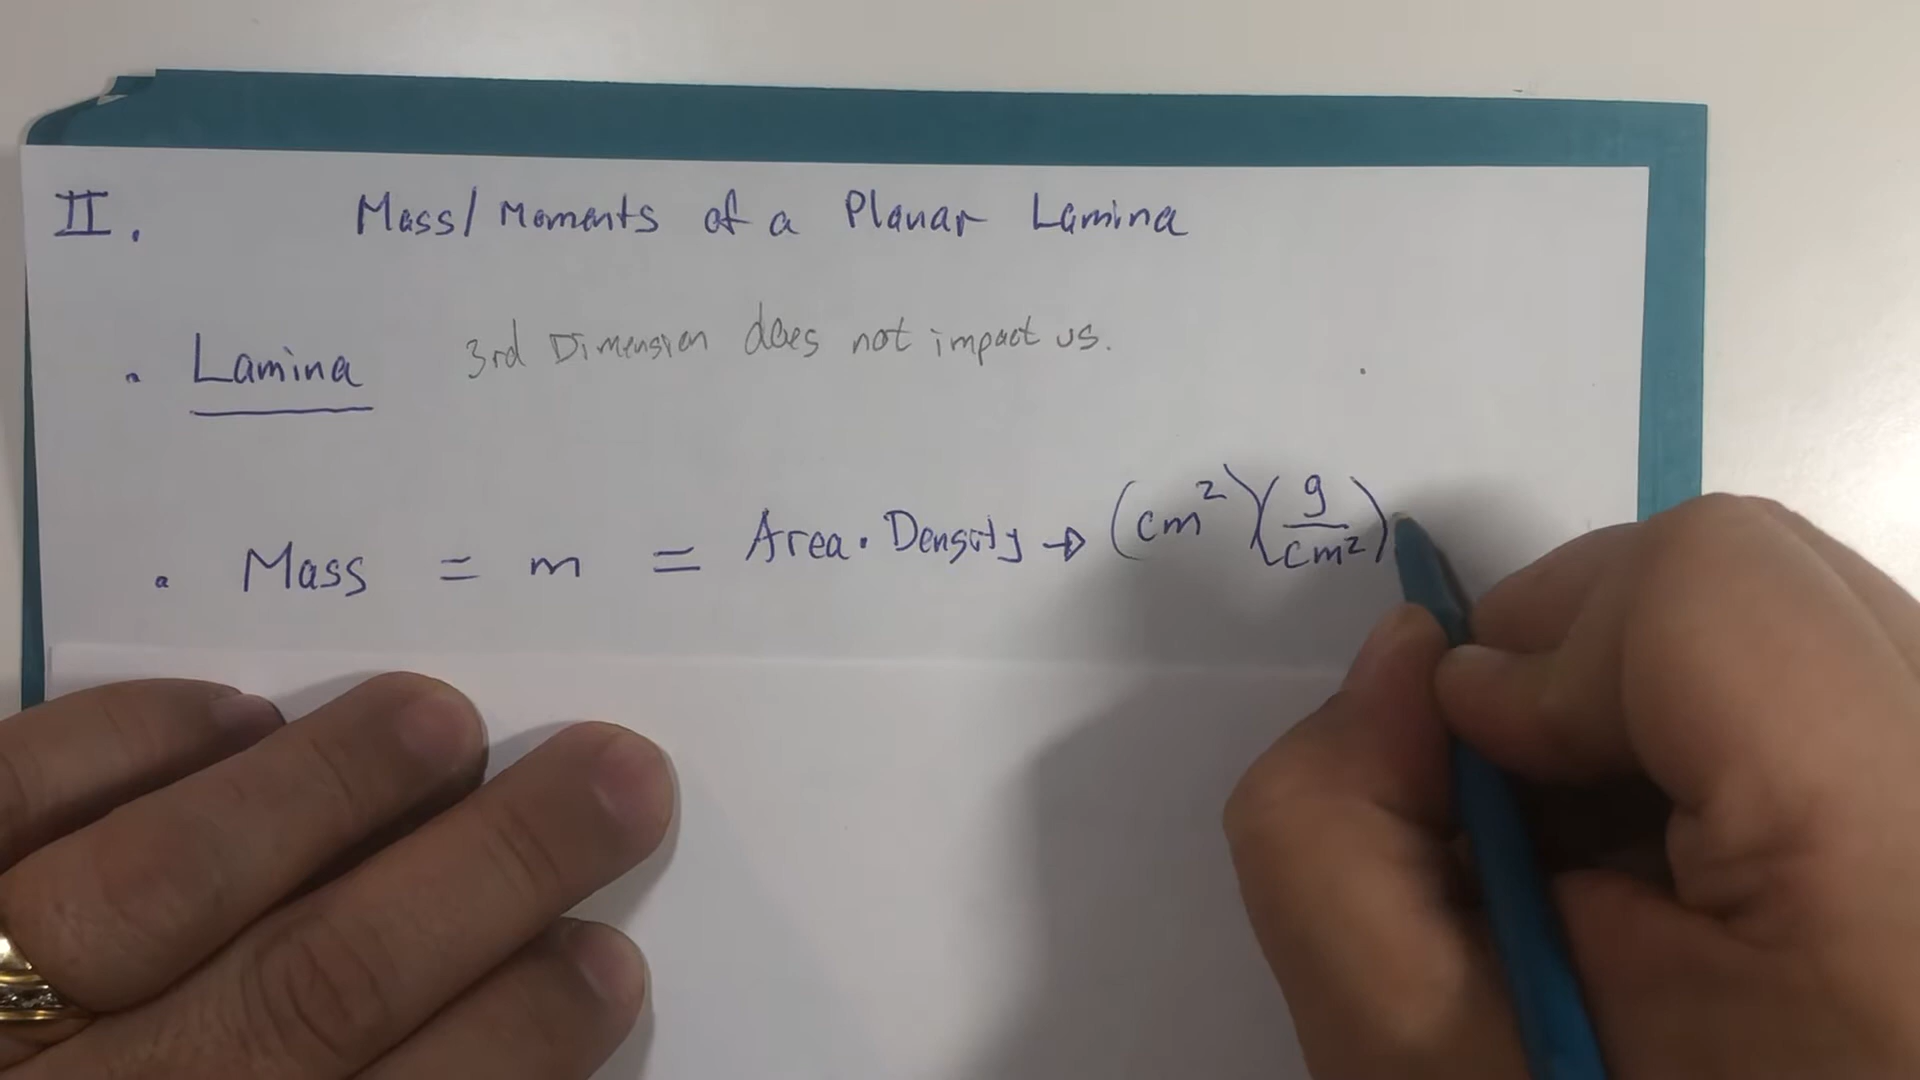 II. Mass/Moments of a Planar Lamina
• Lamina 3rd Dimension does not impact us.
• Mass = m = Area • Density → (cm²)(g/cm²)